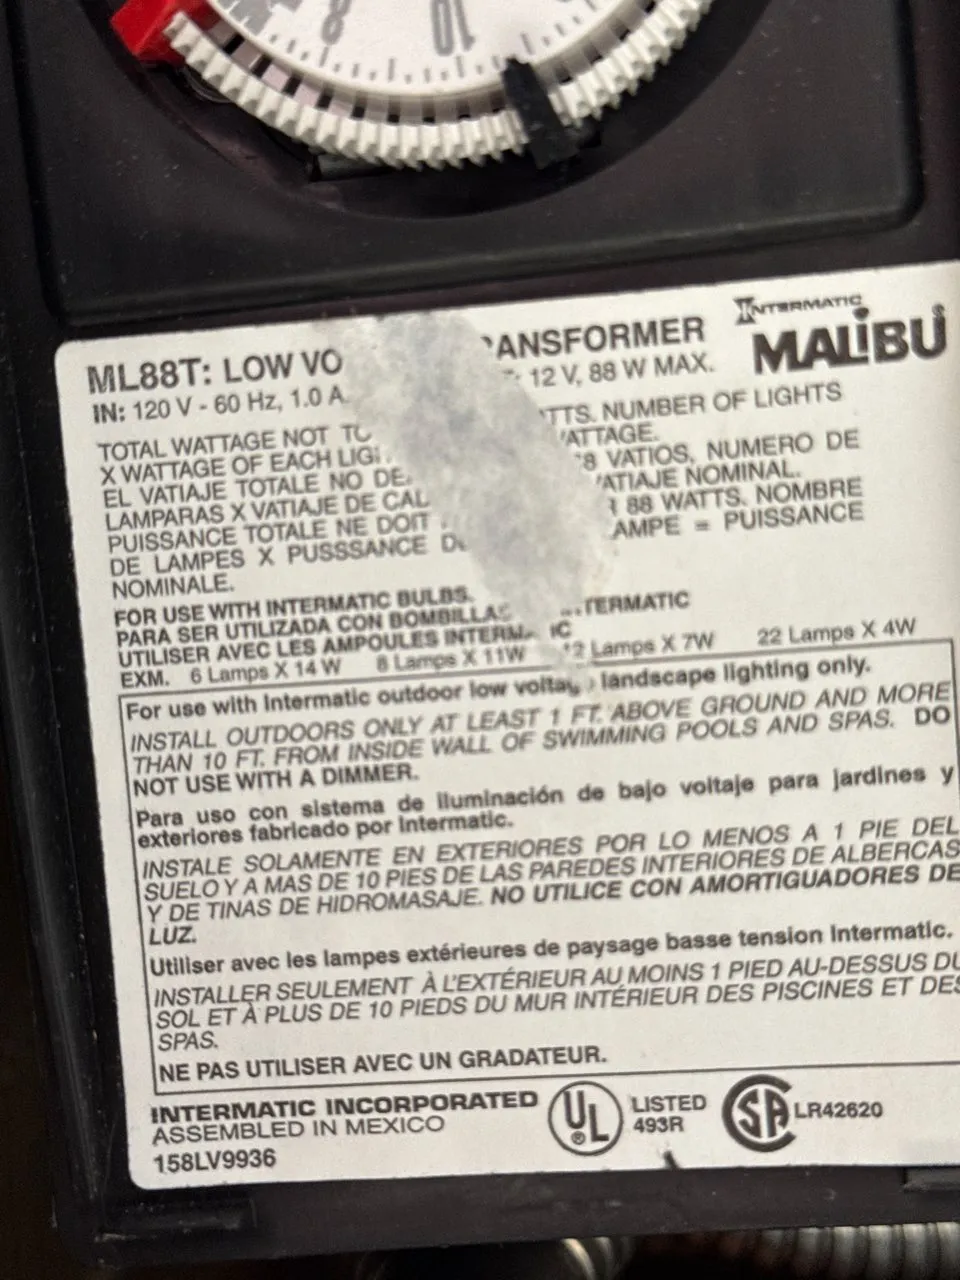 8 10
INTERMATIC
MALiBU
ML88T: LOW VO ANSFORMER
IN: 120 V - 60 Hz, 1.0 A 12 V, 88 W MAX.
TOTAL WATTAGE NOT NUMBER OF LIGHTS
X WATTAGE OF EACH
EL VATIAJE TOTALE NO VATIOS, NUMERO DE
LAMPARAS X VATIAJE DE NOMINAL.
PUISSANCE TOTALE NE DOIT 88 WATTS. NOMBRE
DE LAMPES X PUSSSANCE = PUISSANCE
NOMINALE.
FOR USE WITH INTERMATIC BULBS.
PARA SER UTILIZADA CON BOMBILLAS TERMATIC
UTILISER AVEC LES AMPOULES INTERM IC
EXM. 6 Lamps X 14 W 8 Lamps X 11W 2 Lamps X 7W 22 Lamps X 4W
For use with Intermatic outdoor low landscape lighting only.
INSTALL OUTDOORS ONLY AT LEAST 1 FT. ABOVE GROUND AND MORE
THAN 10 FT. FROM INSIDE WALL OF SWIMMING POOLS AND SPAS. DO
NOT USE WITH A DIMMER.
Para uso con sistema de iluminación de bajo voltaje para jardines y
exteriores fabricado por Intermatic.
INSTALE SOLAMENTE EN EXTERIORES POR LO MENOS A 1 PIE DEL
SUELO Y A MAS DE 10 PIES DE LAS PAREDES INTERIORES DE ALBERCAS
Y DE TINAS DE HIDROMASAJE. NO UTILICE CON AMORTIGUADORES DE
LUZ.
Utiliser avec les lampes extérieures de paysage basse tension Intermatic.
INSTALLER SEULEMENT À L'EXTÉRIEUR AU MOINS 1 PIED AU-DESSUS DU
SOL ET À PLUS DE 10 PIEDS DU MUR INTÉRIEUR DES PISCINES ET DES
SPAS.
NE PAS UTILISER AVEC UN GRADATEUR.
INTERMATIC INCORPORATED
ASSEMBLED IN MEXICO
158LV9936
UL ® LISTED
493R
SA LR42620